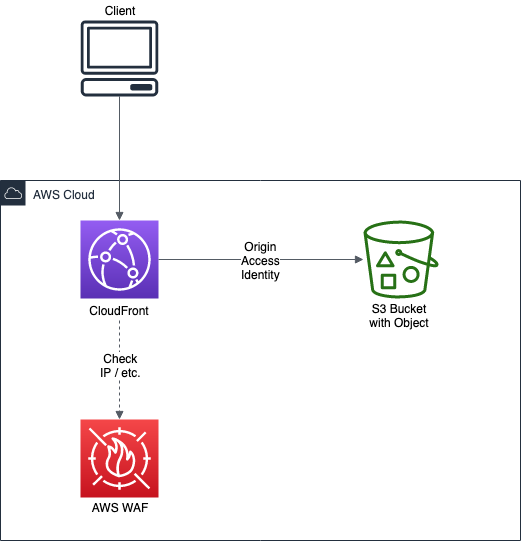 Client
AWS Cloud
Origin
Access
Identity
CloudFront
S3 Bucket
with Object
Check
IP / etc.
AWS WAF